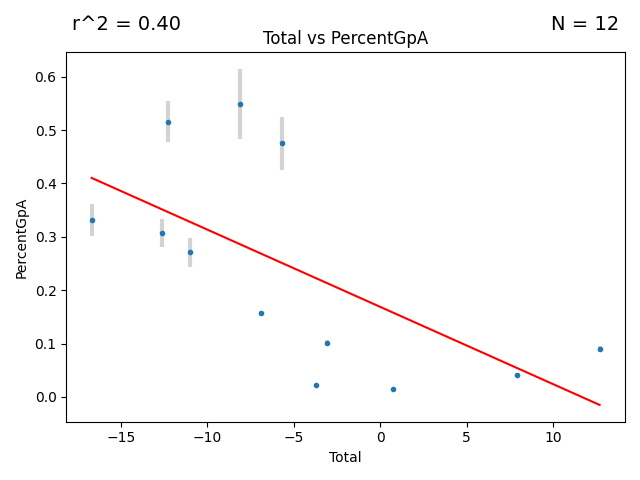 r^2 = 0.40
N = 12
Total vs PercentGpA
0.6
0.5
0.4
0.3
0.2
0.1
0.0
PercentGpA
−15
−10
−5
0
5
10
Total